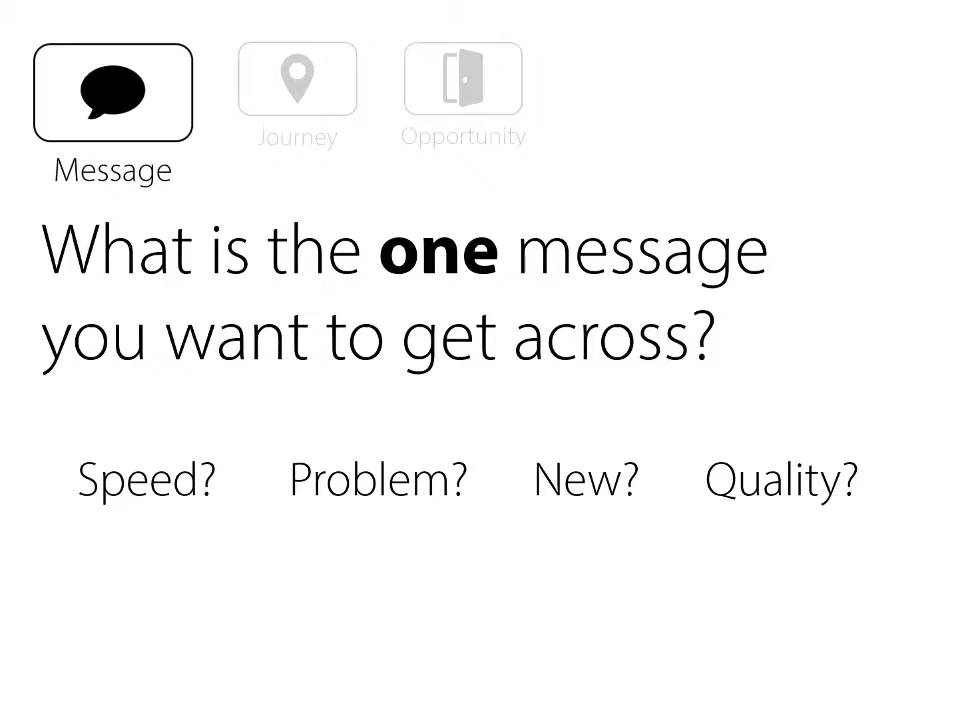 Journey
Opportunity
Message
What is the one message
you want to get across?
Speed? Problem? New? Quality?